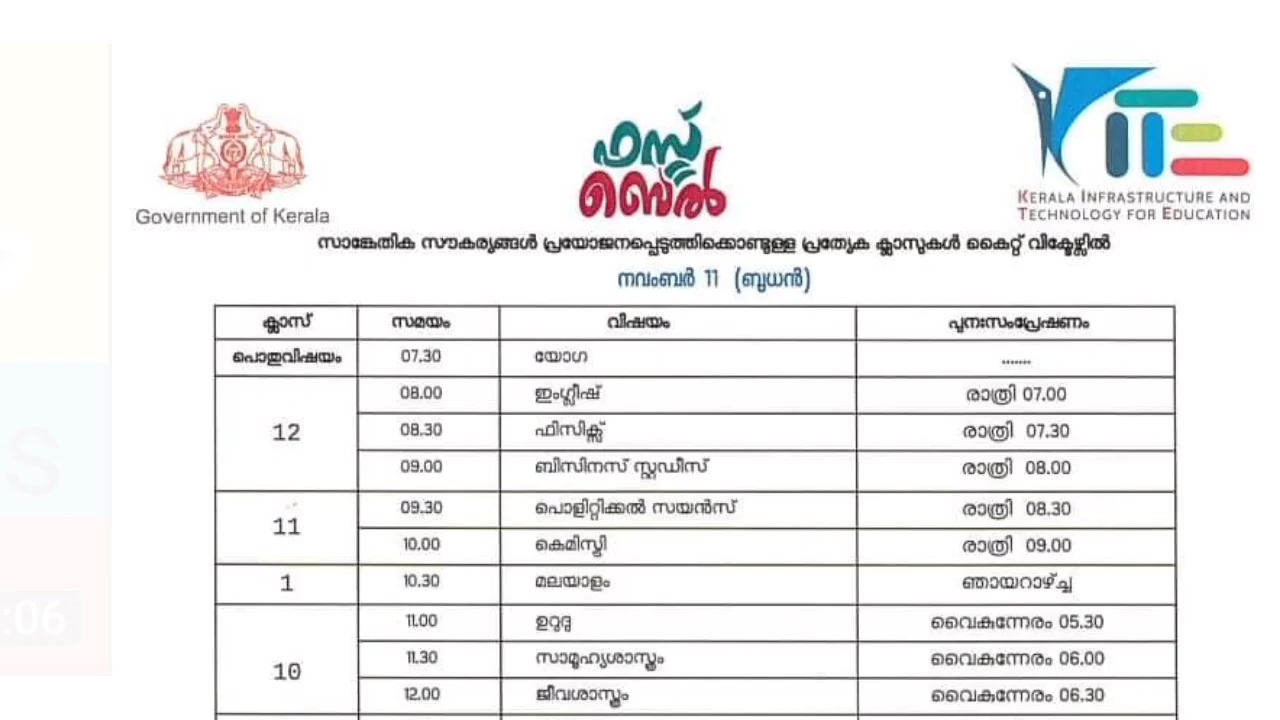 ഫസ്റ്റ്
ബെൽ
Government of Kerala
KERALA INFRASTRUCTURE AND
TECHNOLOGY FOR EDUCATION
സാങ്കേതിക സൗകര്യങ്ങൾ പ്രയോജനപ്പെടുത്തിക്കൊണ്ടുള്ള പ്രത്യേക ക്ലാസുകൾ കൈറ്റ് വിക്ടേഴ്സിൽ
നവംബർ 11 (ബുധൻ)
ക്ലാസ് സമയം വിഷയം പുനഃസംപ്രേഷണം
പൊതുവിഷയം 07.30 യോഗ .......
08.00 ഇംഗ്ലീഷ് രാത്രി 07.00
12 08.30 ഫിസിക്സ് രാത്രി 07.30
09.00 ബിസിനസ് സ്റ്റഡീസ് രാത്രി 08.00
11 09.30 പൊളിറ്റിക്കൽ സയൻസ് രാത്രി 08.30
10.00 കെമിസ്ട്രി രാത്രി 09.00
1 10.30 മലയാളം ഞായറാഴ്ച്ച
11.00 ഉറുദു വൈകുന്നേരം 05.30
10 11.30 സാമൂഹ്യശാസ്ത്രം വൈകുന്നേരം 06.00
12.00 ജീവശാസ്ത്രം വൈകുന്നേരം 06.30
S
:06